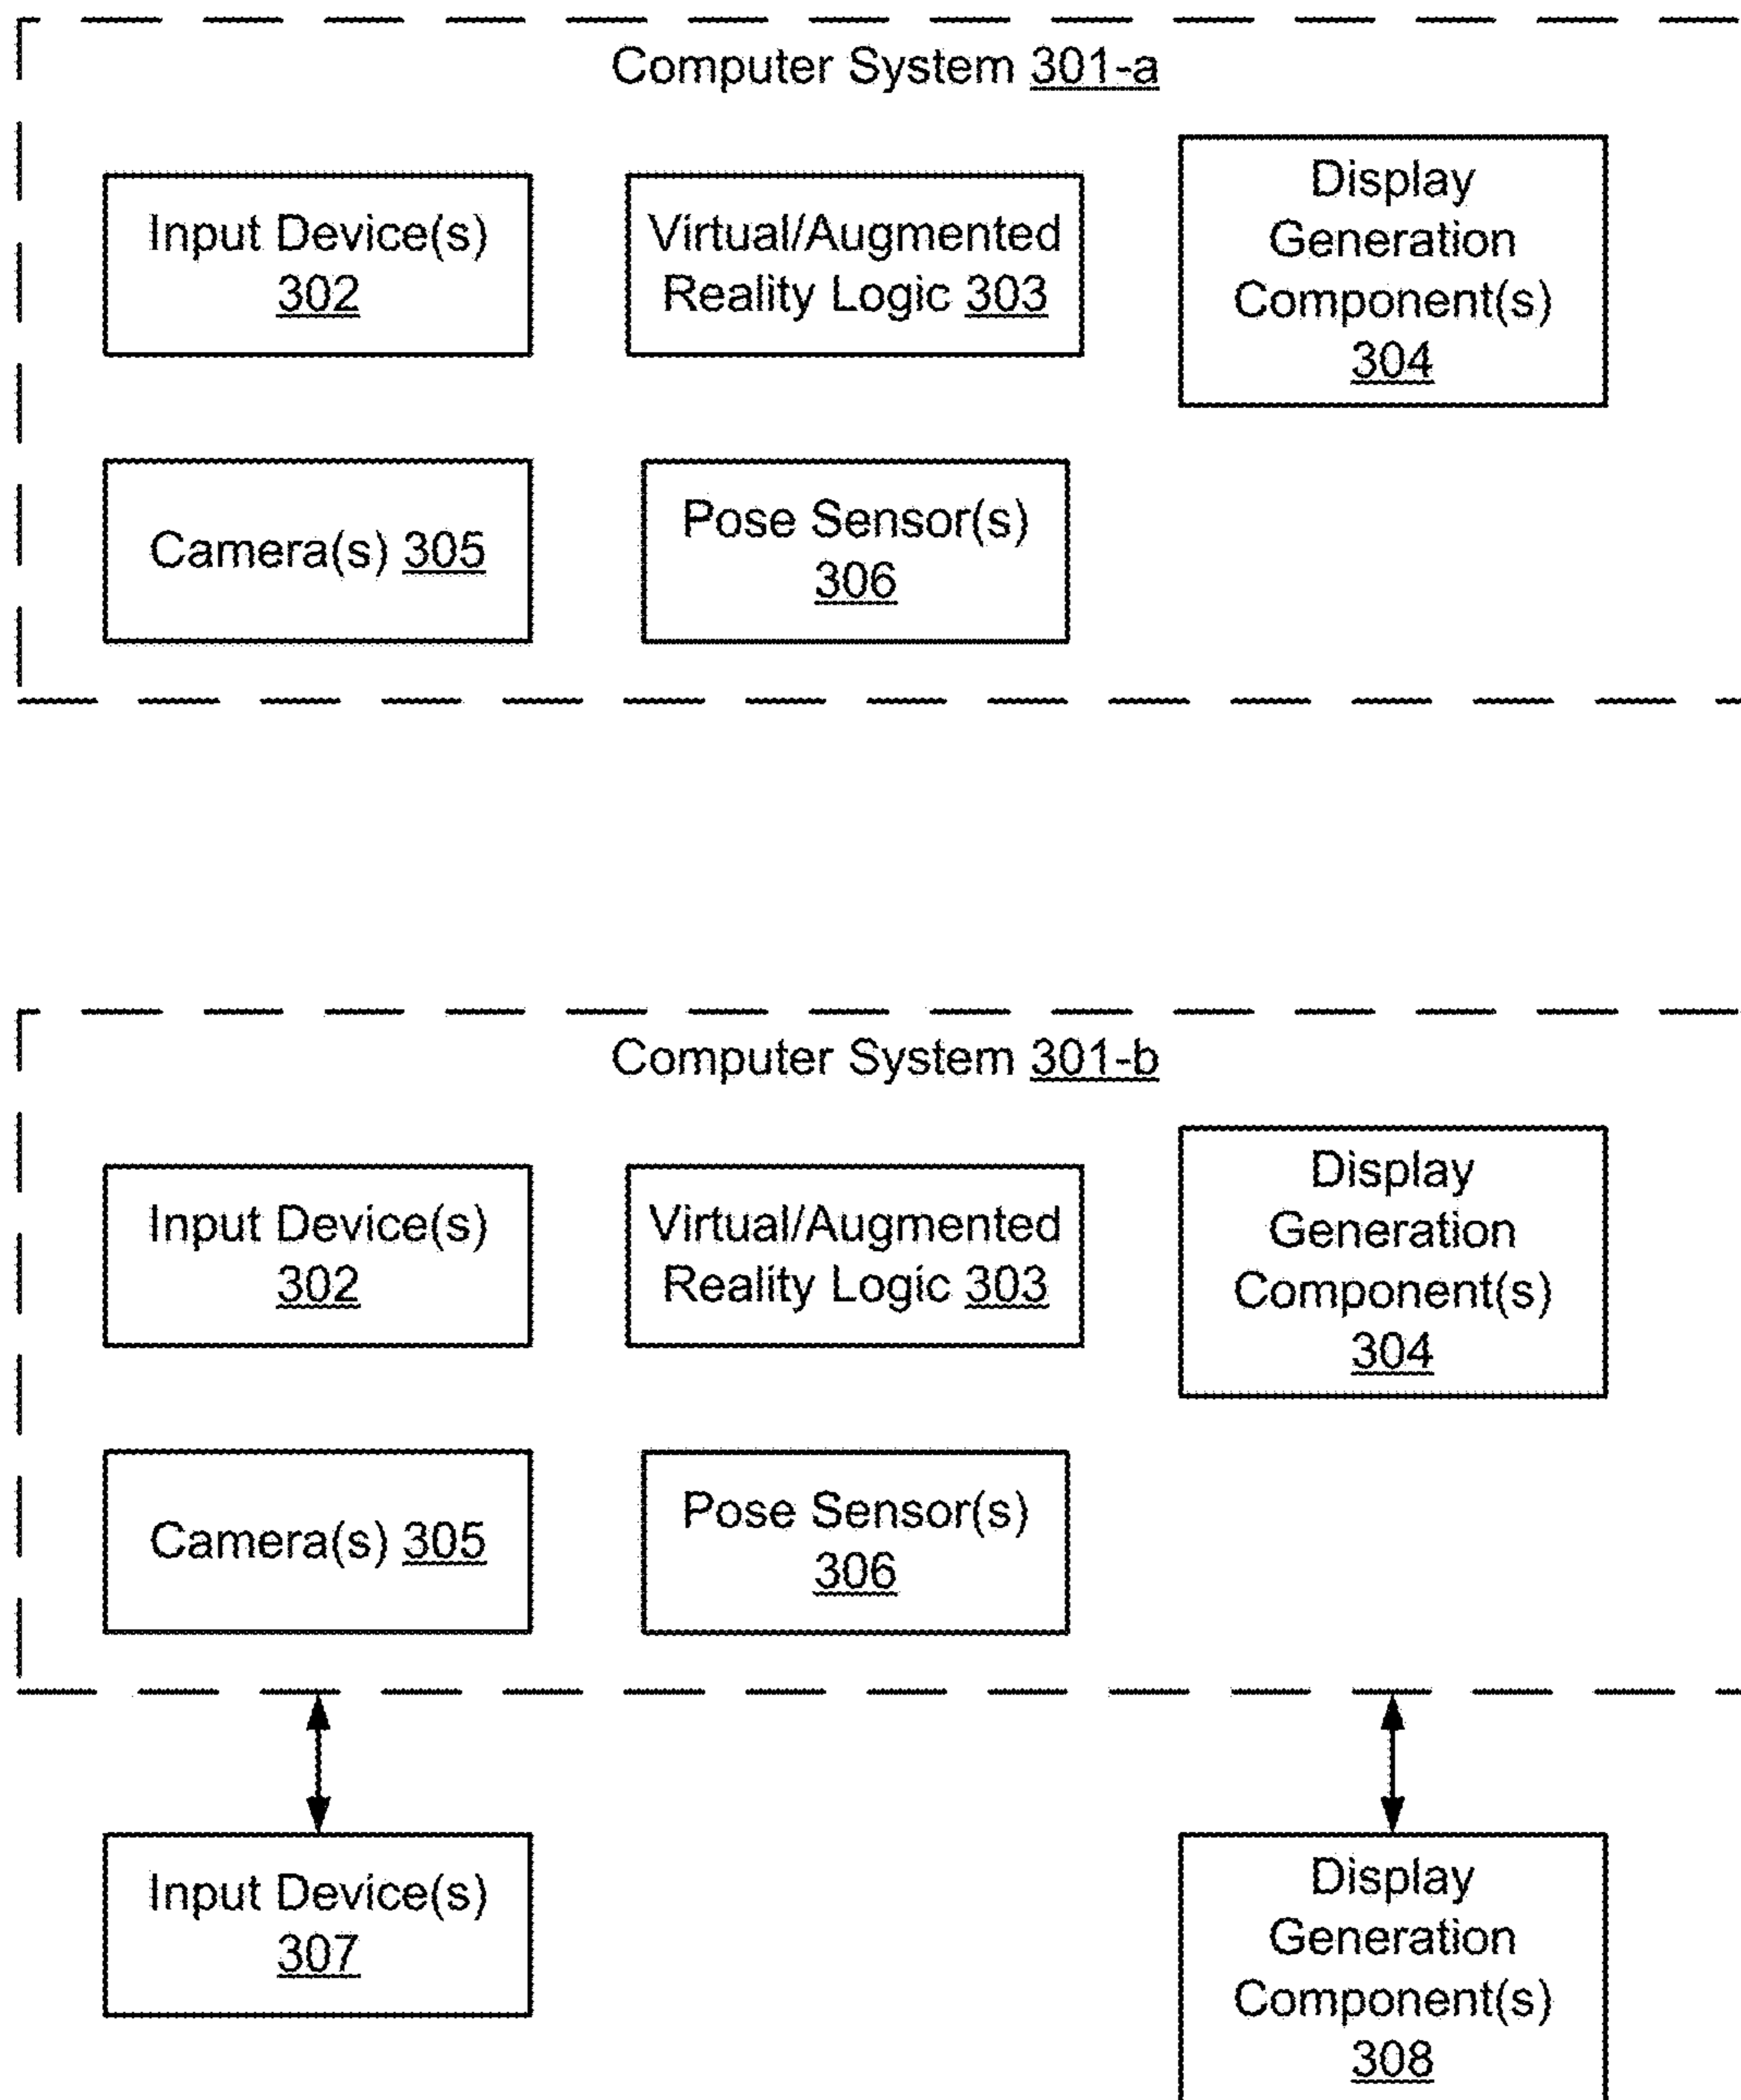 Computer System 301-a
Input Device(s)
302
Virtual/Augmented
Reality Logic 303
Display
Generation
Component(s)
304
Camera(s) 305
Pose Sensor(s)
306
Computer System 301-b
Input Device(s)
302
Virtual/Augmented
Reality Logic 303
Display
Generation
Component(s)
304
Camera(s) 305
Pose Sensor(s)
306
Input Device(s)
307
Display
Generation
Component(s)
308